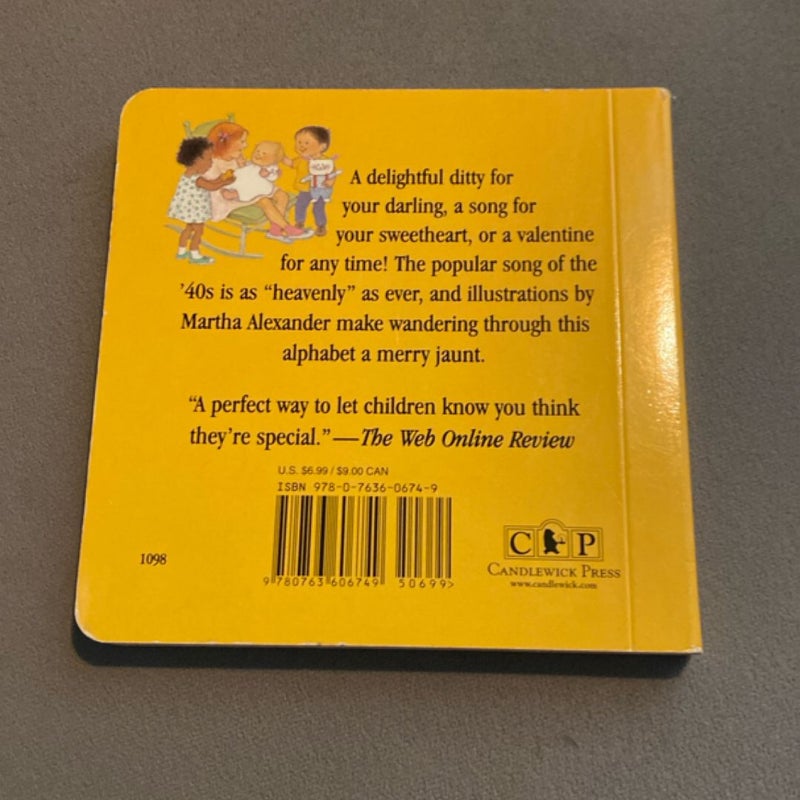 A delightful ditty for
your darling, a song for
your sweetheart, or a valentine
for any time! The popular song of the
’40s is as “heavenly” as ever, and illustrations by
Martha Alexander make wandering through this
alphabet a merry jaunt.
“A perfect way to let children know you think
they’re special.”—The Web Online Review
U.S. $6.99 / $9.00 CAN
ISBN 978-0-7636-0674-9
9 780763 606749 50699>
1098
C P
CANDLEWICK PRESS
www.candlewick.com